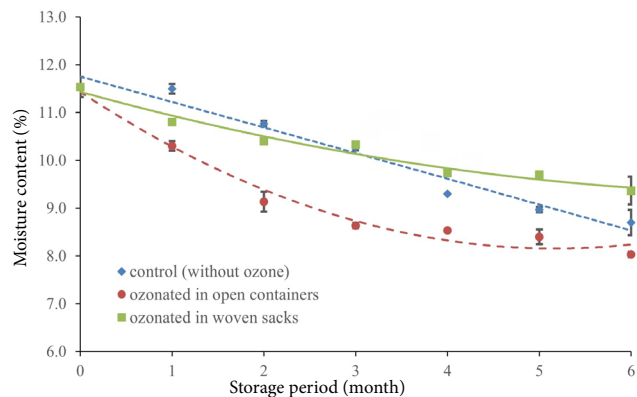 13.0
12.0
11.0
10.0
9.0
8.0
7.0
6.0
Moisture content (%)
control (without ozone)
ozonated in open containers
ozonated in woven sacks
0 1 2 3 4 5 6
Storage period (month)